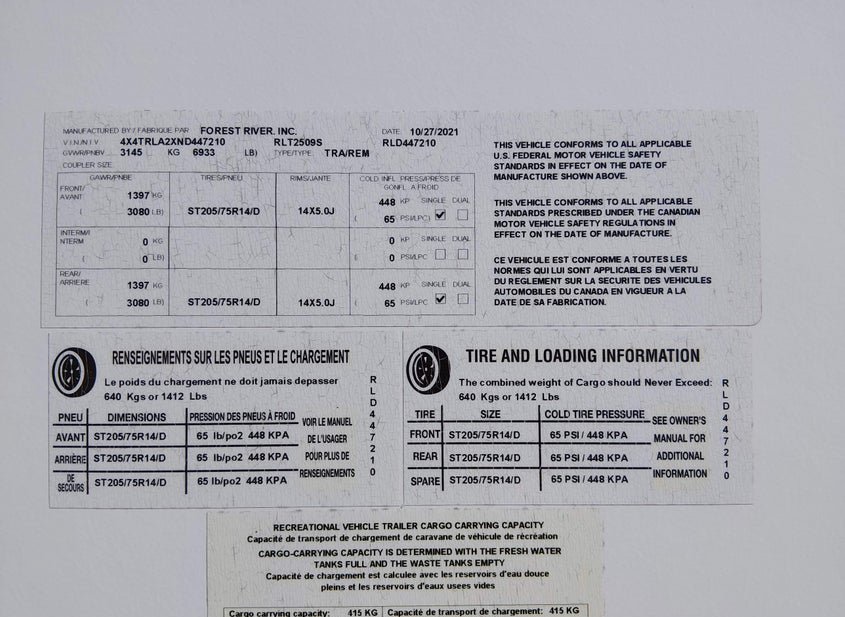 MANUFACTURED BY / FABRIQUE PAR FOREST RIVER, INC. DATE: 10/27/2021
V.I.N./N.I.V 4X4TRLA2XND447210 RLT2509S RLD447210
GVWR/PNBV 3145 KG 6933 LB) TYPE/TYPE: TRA/REM
COUPLER SIZE
GAWR/PNBE TIRES/PNEU RIMS/JANTE COLD INFL. PRESS/PRESS DE
GONFL. A FROID
FRONT/
AVANT 1397 KG 448 KP SINGLE DUAL
( 3080 LB) ST205/75R14/D 14X5.0J ( 65 PSI/LPC)
INTERM/I
NTERM 0 KG 0 KP SINGLE DUAL
( 0 LB) ( 0 PSI/LPC
REAR/
ARRIERE 1397 KG 448 KP SINGLE DUAL
( 3080 LB) ST205/75R14/D 14X5.0J ( 65 PSI/LPC
THIS VEHICLE CONFORMS TO ALL APPLICABLE
U.S. FEDERAL MOTOR VEHICLE SAFETY
STANDARDS IN EFFECT ON THE DATE OF
MANUFACTURE SHOWN ABOVE.
THIS VEHICLE CONFORMS TO ALL APPLICABLE
STANDARDS PRESCRIBED UNDER THE CANADIAN
MOTOR VEHICLE SAFETY REGULATIONS IN
EFFECT ON THE DATE OF MANUFACTURE.
CE VEHICULE EST CONFORME A TOUTES LES
NORMES QUI LUI SONT APPLICABLES EN VERTU
DU REGLEMENT SUR LA SECURITE DES VEHICULES
AUTOMOBILES DU CANADA EN VIGUEUR A LA
DATE DE SA FABRICATION.
RENSEIGNEMENTS SUR LES PNEUS ET LE CHARGEMENT
Le poids du chargement ne doit jamais depasser
640 Kgs or 1412 Lbs
PNEU DIMENSIONS PRESSION DES PNEUS À FROID
AVANT ST205/75R14/D 65 lb/po2 448 KPA
ARRIÈRE ST205/75R14/D 65 lb/po2 448 KPA
DE
SECOURS ST205/75R14/D 65 lb/po2 448 KPA
VOIR LE MANUEL
DE L'USAGER
POUR PLUS DE
RENSEIGNEMENTS
RLD447210
TIRE AND LOADING INFORMATION
The combined weight of Cargo should Never Exceed:
640 Kgs or 1412 Lbs
TIRE SIZE COLD TIRE PRESSURE
FRONT ST205/75R14/D 65 PSI / 448 KPA
REAR ST205/75R14/D 65 PSI / 448 KPA
SPARE ST205/75R14/D 65 PSI / 448 KPA
SEE OWNER'S
MANUAL FOR
ADDITIONAL
INFORMATION
RLD447210
RECREATIONAL VEHICLE TRAILER CARGO CARRYING CAPACITY
Capacité de transport de chargement de caravane de véhicule de récréation
CARGO-CARRYING CAPACITY IS DETERMINED WITH THE FRESH WATER
TANKS FULL AND THE WASTE TANKS EMPTY
Capacité de chargement est calculee avec les reservoirs d'eau douce
pleins et les reservoirs d'eaux usees vides
Cargo carrying capacity: 415 KG Capacité de transport de chargement: 415 KG